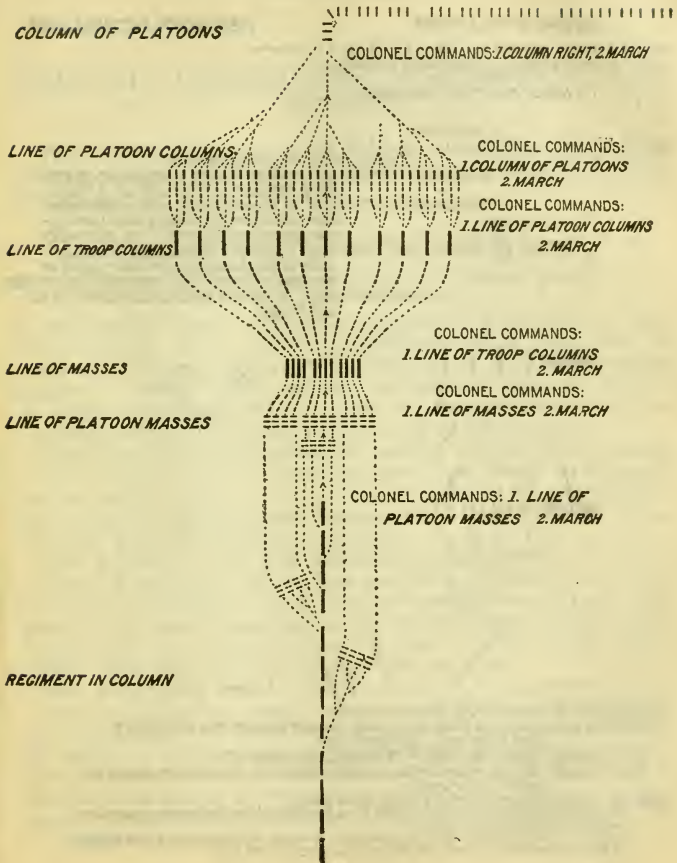 COLUMN OF PLATOONS
COLONEL COMMANDS: 1. COLUMN RIGHT, 2. MARCH
LINE OF PLATOON COLUMNS:
COLONEL COMMANDS:
1. COLUMN OF PLATOONS
2. MARCH
COLONEL COMMANDS:
1. LINE OF PLATOON COLUMNS
2. MARCH
LINE OF TROOP COLUMNS
COLONEL COMMANDS:
1. LINE OF TROOP COLUMNS
2. MARCH
LINE OF MASSES
COLONEL COMMANDS:
1. LINE OF MASSES 2. MARCH
LINE OF PLATOON MASSES
COLONEL COMMANDS: 1. LINE OF
PLATOON MASSES 2. MARCH
REGIMENT IN COLUMN